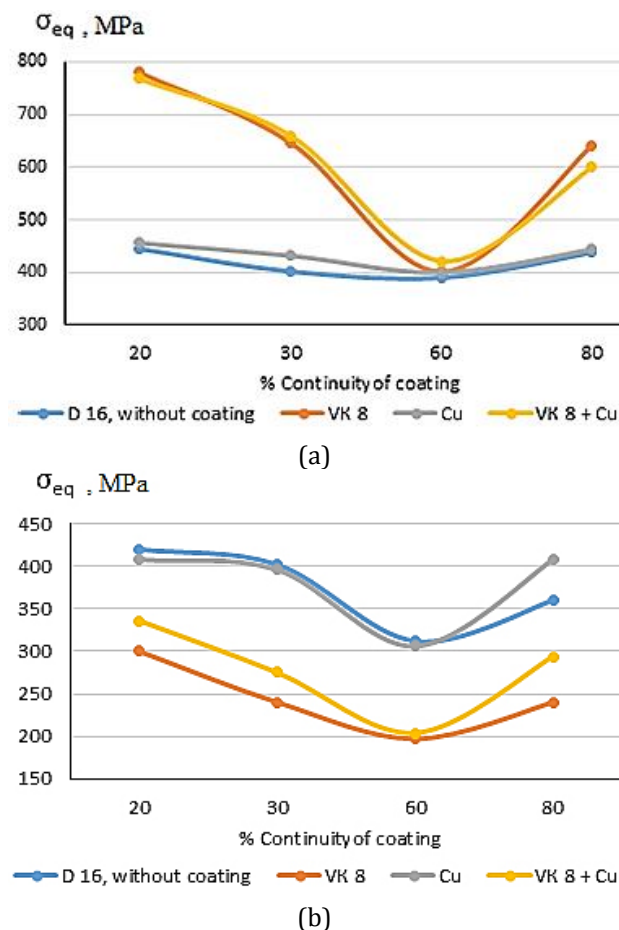 σeq , MPa
800
700
600
500
400
300
20 30 60 80
% Continuity of coating
D 16, without coating VK 8 Cu VK 8 + Cu
(a)
σeq , MPa
450
400
350
300
250
200
150
20 30 60 80
% Continuity of coating
D 16, without coating VK 8 Cu VK 8 + Cu
(b)